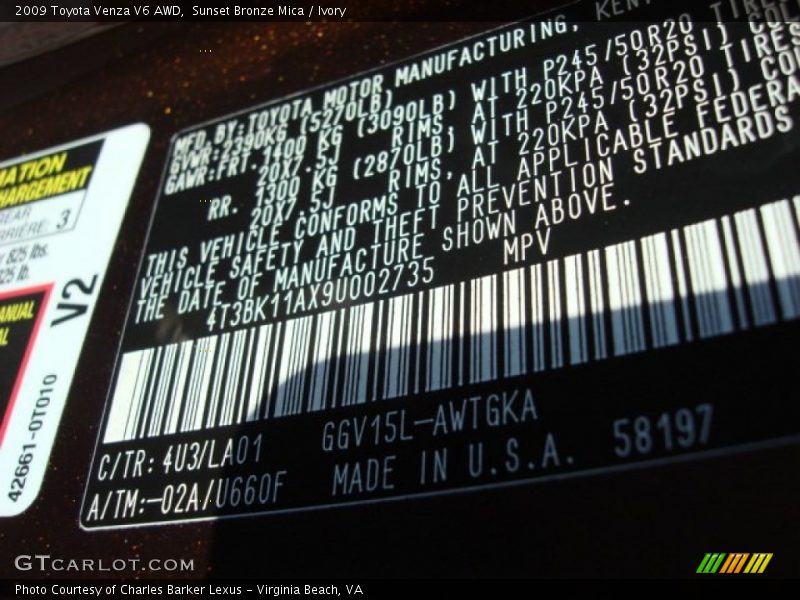 2009 Toyota Venza V6 AWD,  Sunset Bronze Mica / Ivory
MFD. BY: TOYOTA MOTOR MANUFACTURING,
GVWR: 2390KG (5270LB)
GAWR: FRT. 1400 KG (3090LB) WITH P245/50R20 TIRES
20X7.5J RIMS, AT 220KPA (32PSI)
RR. 1300 KG (2870LB) WITH P245/50R20 TIRES
20X7.5J RIMS, AT 220KPA (32PSI)
THIS VEHICLE CONFORMS TO ALL APPLICABLE
VEHICLE SAFETY AND THEFT PREVENTION STANDARDS
THE DATE OF MANUFACTURE SHOWN ABOVE.
4T3BK11AX9U002735 MPV
C/TR: 4U3/LA01 GGV15L-AWTGKA
A/TM:-02A/U660F MADE IN U.S.A. 58197
3
825 lbs.
V2
42661-0T010
GTCARLOT.COM
Photo Courtesy of Charles Barker Lexus - Virginia Beach, VA